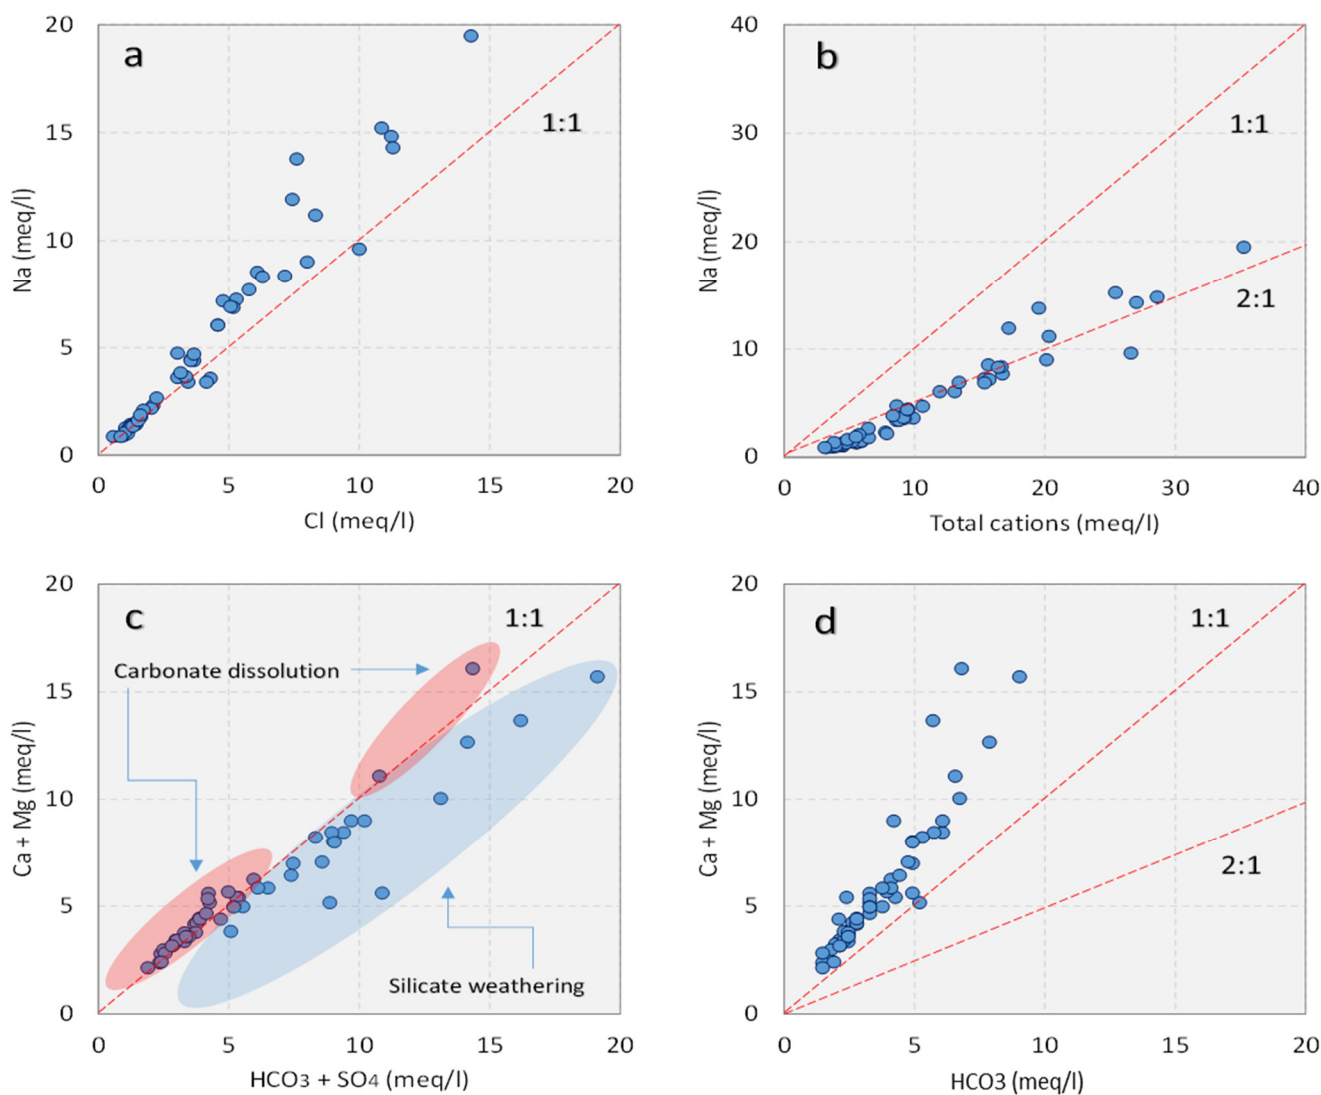 a
20
15
10
5
0
Na (meq/l)
1:1
0 5 10 15 20
Cl (meq/l)
b
40
30
20
10
0
Na (meq/l)
1:1
2:1
0 10 20 30 40
Total cations (meq/l)
c
20
15
10
5
0
Ca + Mg (meq/l)
1:1
Carbonate dissolution
Silicate weathering
0 5 10 15 20
HCO3 + SO4 (meq/l)
d
20
15
10
5
0
Ca + Mg (meq/l)
1:1
2:1
0 5 10 15 20
HCO3 (meq/l)